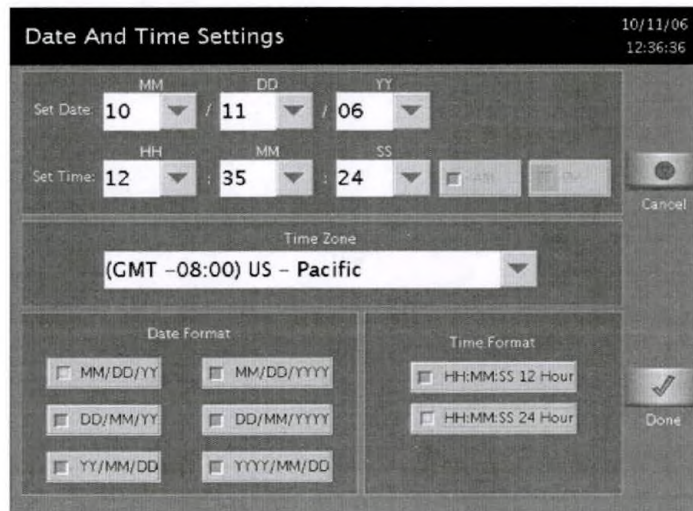 Date And Time Settings
10/11/06
12:36:36
MM DD YY
Set Date: 10 / 11 / 06
HH MM SS
Set Time: 12 : 35 : 24
Cancel
Time Zone
(GMT -08:00) US - Pacific
Date Format
Time Format
MM/DD/YY MM/DD/YYYY
HH:MM:SS 12 Hour
DD/MM/YY DD/MM/YYYY
HH:MM:SS 24 Hour
Done
YY/MM/DD YYYY/MM/DD